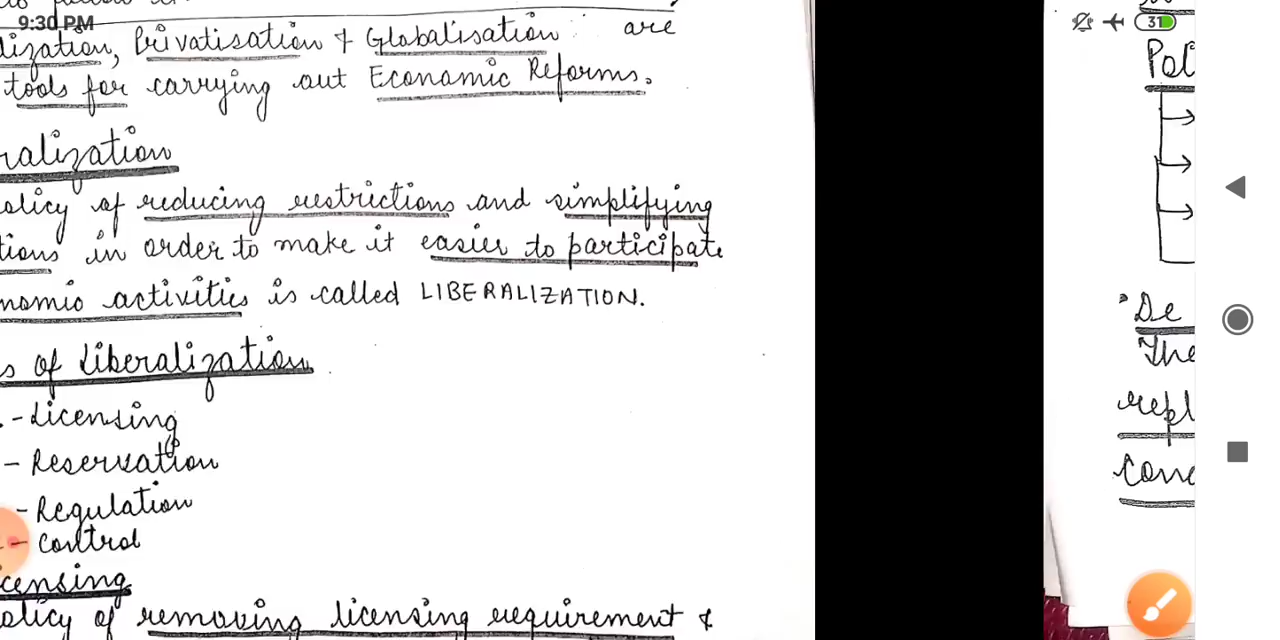 9:30 PM
lization, Privatisation & Globalisation are
tools for carrying out Economic Reforms.
ralization
olicy of reducing restrictions and simplifying
tions in order to make it easier to participate
nomic activities is called LIBERALIZATION.
s of Liberalization
- Licensing
- Reservation
- Regulation
- Control
icensing
olicy of removing licensing requirement &
31
Pol
De
The
repl
Conc